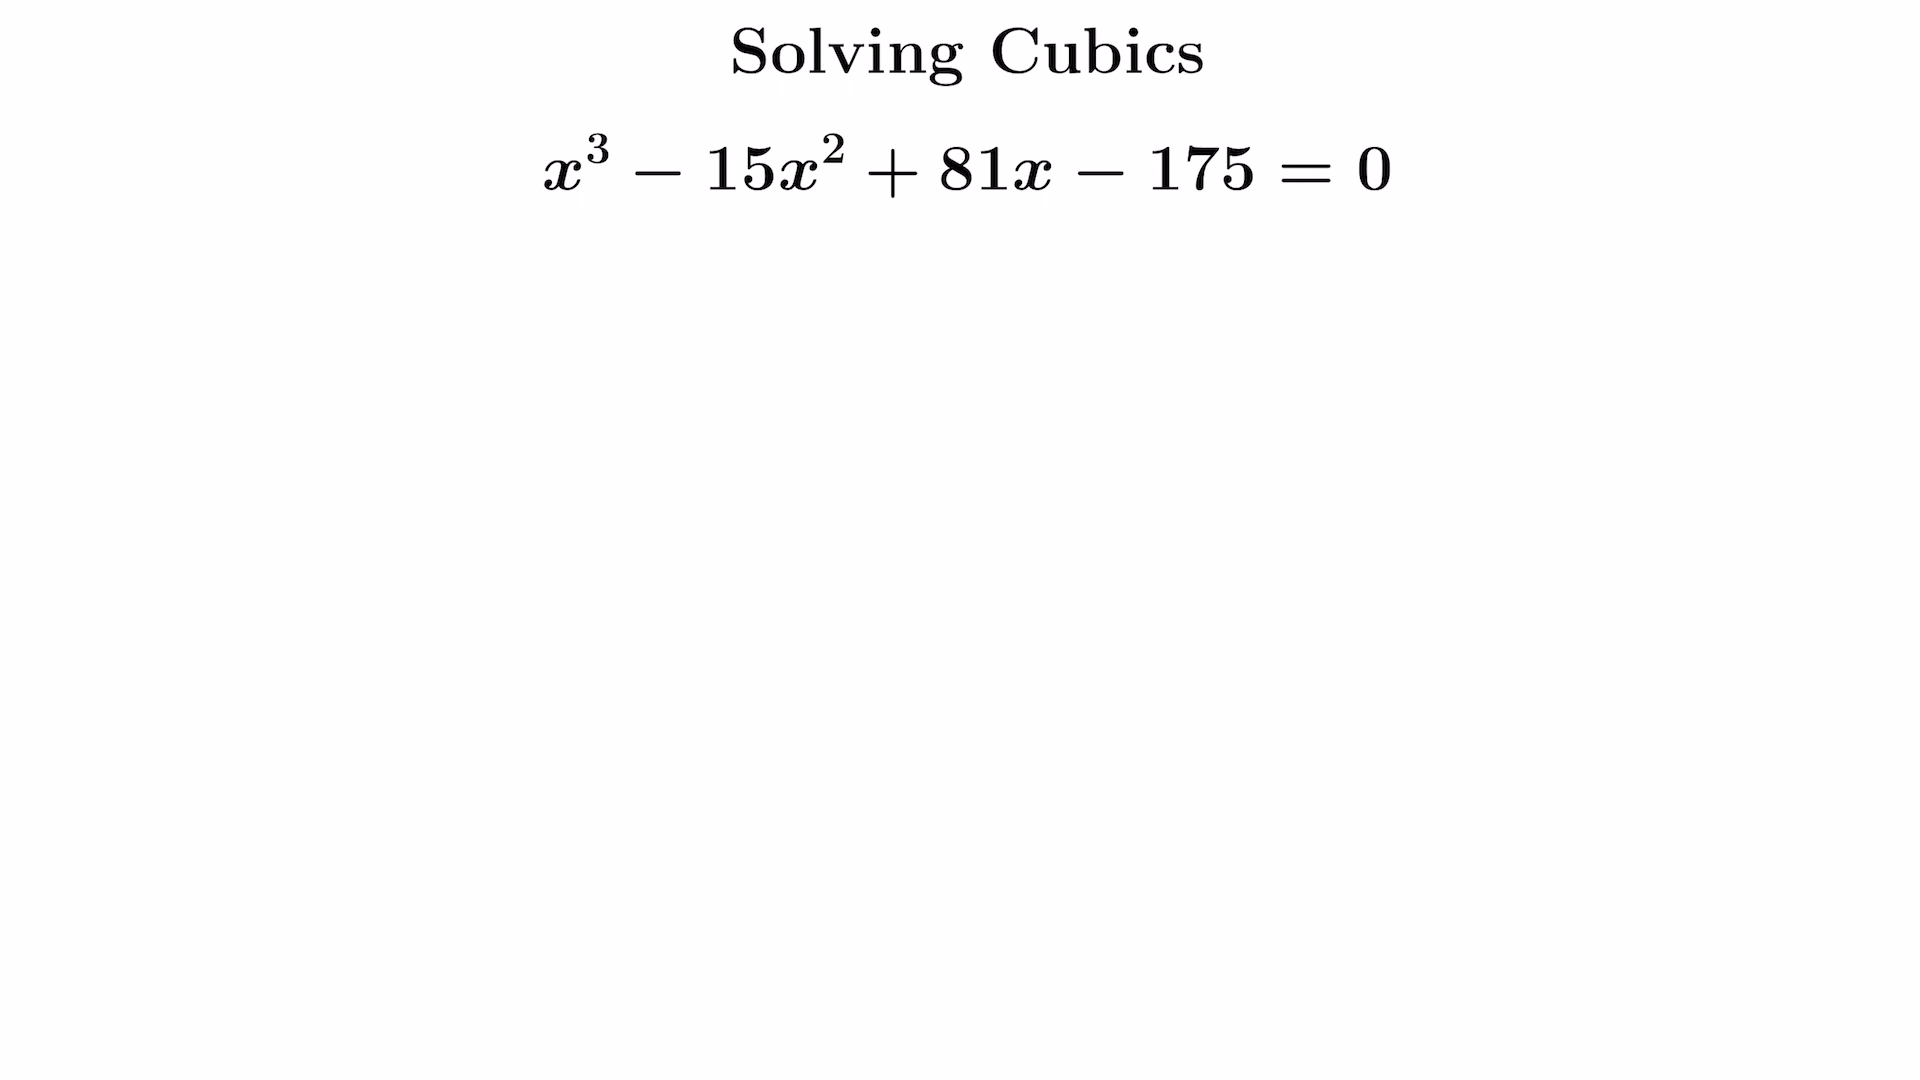 Solving Cubics
x³ − 15x² + 81x − 175 = 0